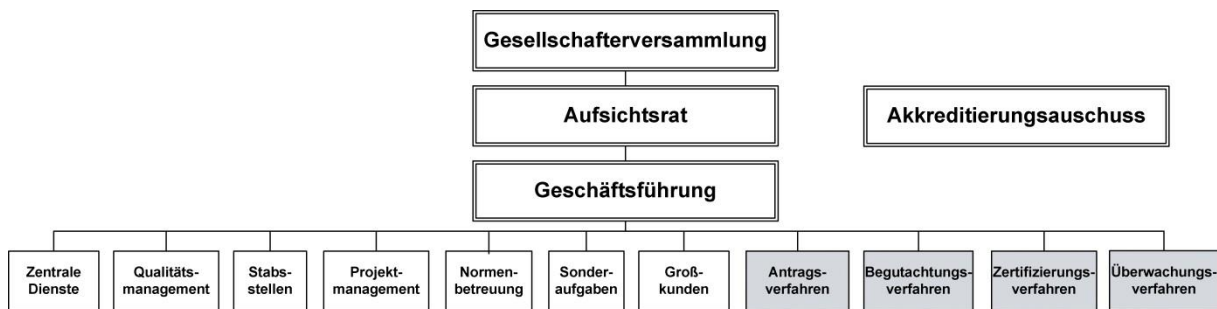 Gesellschafterversammlung
Aufsichtsrat
Akkreditierungsauschuss
Geschäftsführung
Zentrale
Dienste
Qualitäts-
management
Stabs-
stellen
Projekt-
management
Normen-
betreuung
Sonder-
aufgaben
Groß-
kunden
Antrags-
verfahren
Begutachtungs-
verfahren
Zertifizierungs-
verfahren
Überwachungs-
verfahren